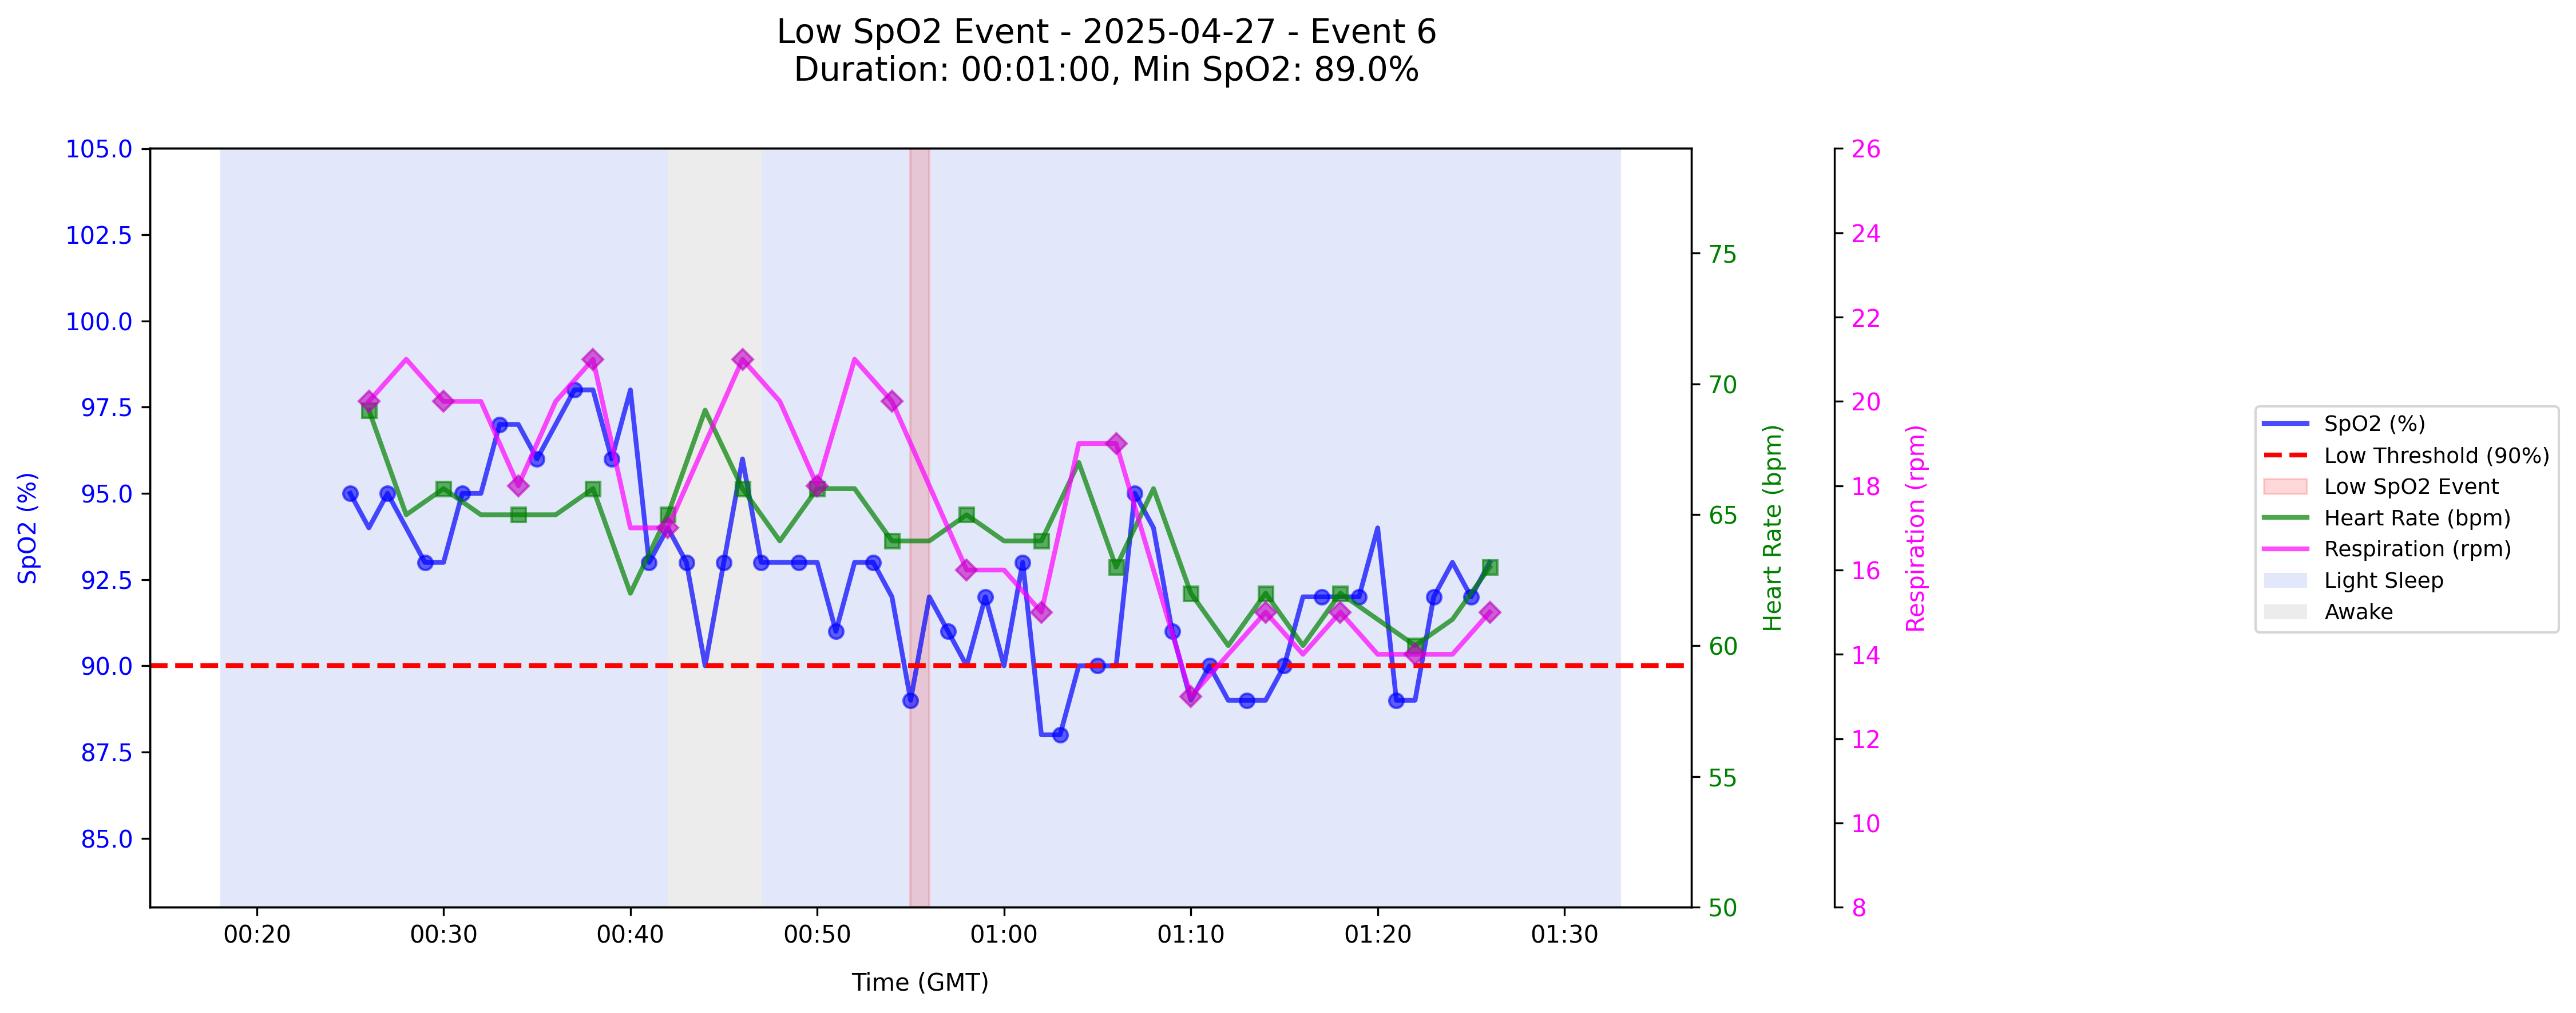 Low SpO2 Event - 2025-04-27 - Event 6
Duration: 00:01:00, Min SpO2: 89.0%
105.0
102.5
100.0
97.5
95.0
92.5
90.0
87.5
85.0
SpO2 (%)
00:20
00:30
00:40
00:50
01:00
01:10
01:20
01:30
Time (GMT)
75
70
65
60
55
50
Heart Rate (bpm)
26
24
22
20
18
16
14
12
10
8
Respiration (rpm)
SpO2 (%)
Low Threshold (90%)
Low SpO2 Event
Heart Rate (bpm)
Respiration (rpm)
Light Sleep
Awake